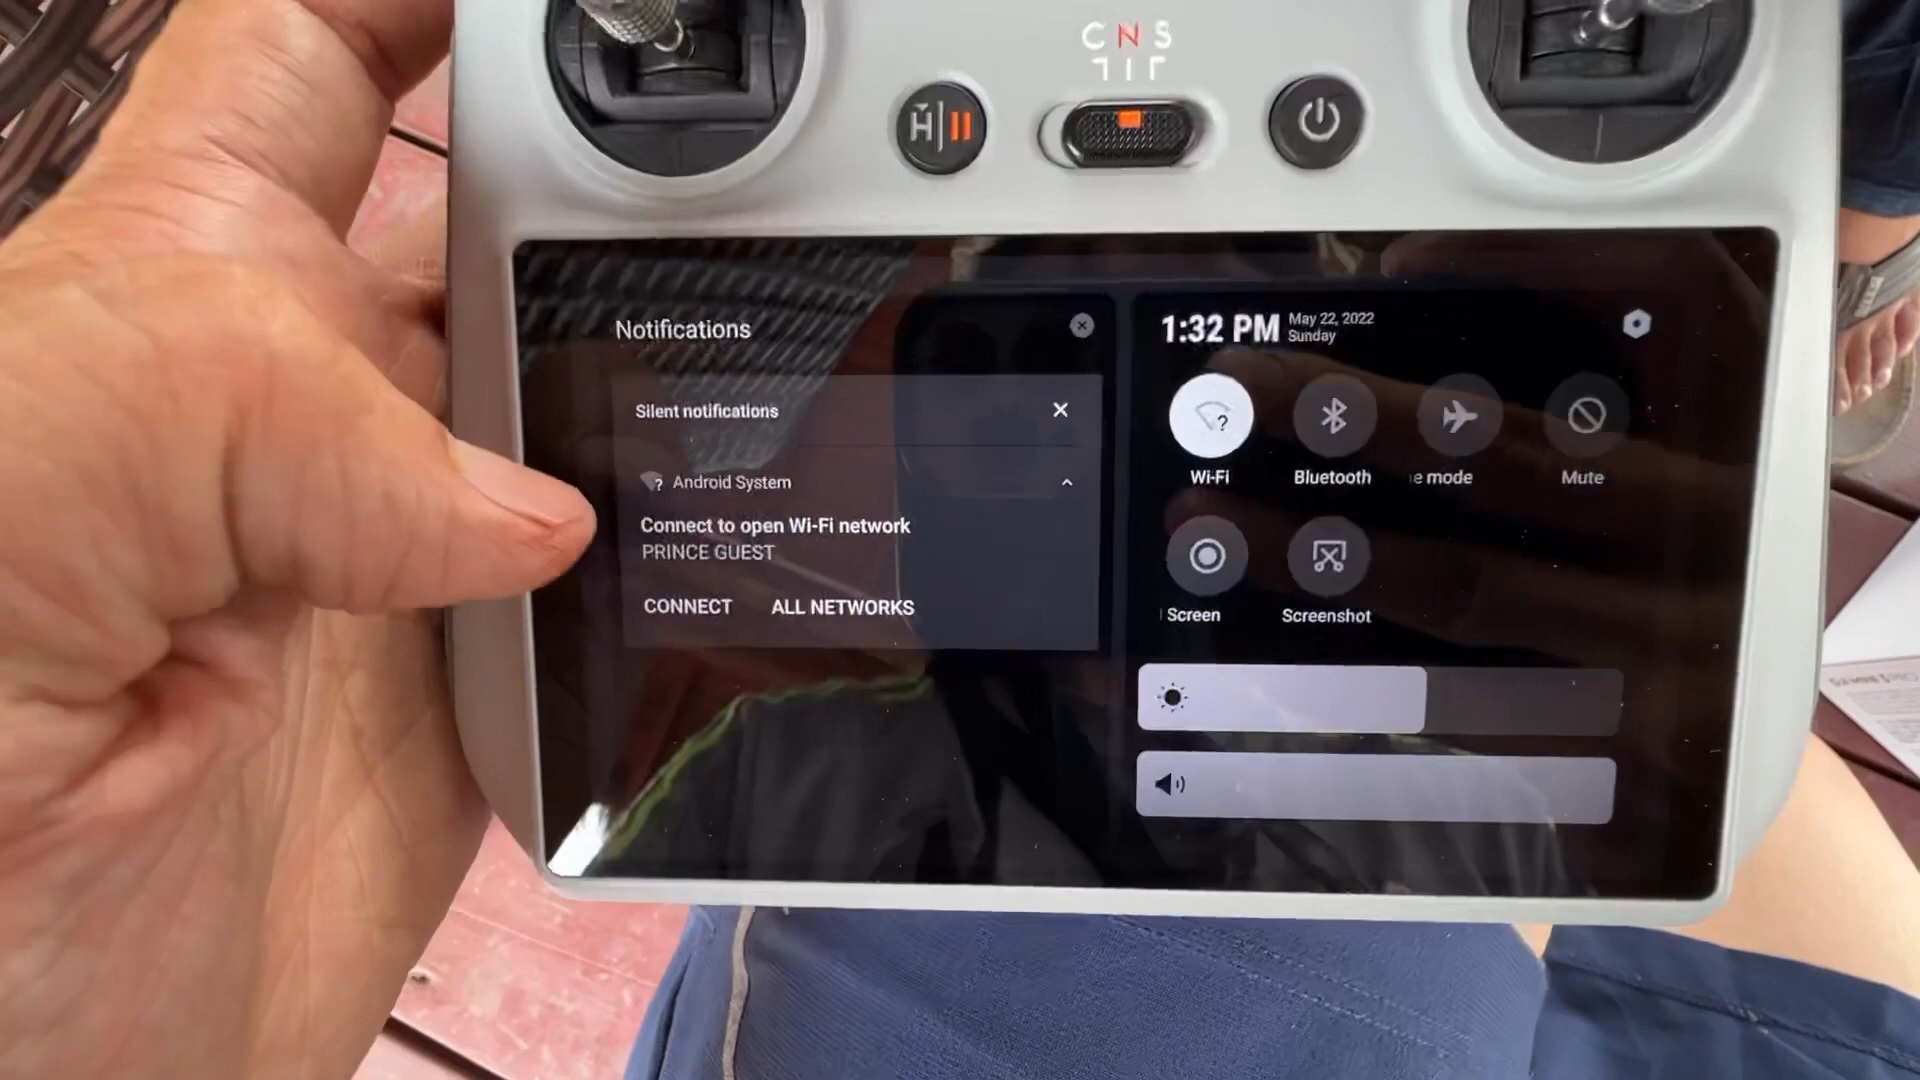 C N S
H
Notifications
1:32 PM
May 22, 2022
Sunday
Silent notifications
? Android System
?
Wi-Fi
Bluetooth
e mode
Mute
Connect to open Wi-Fi network
PRINCE GUEST
CONNECT
ALL NETWORKS
Screen
Screenshot